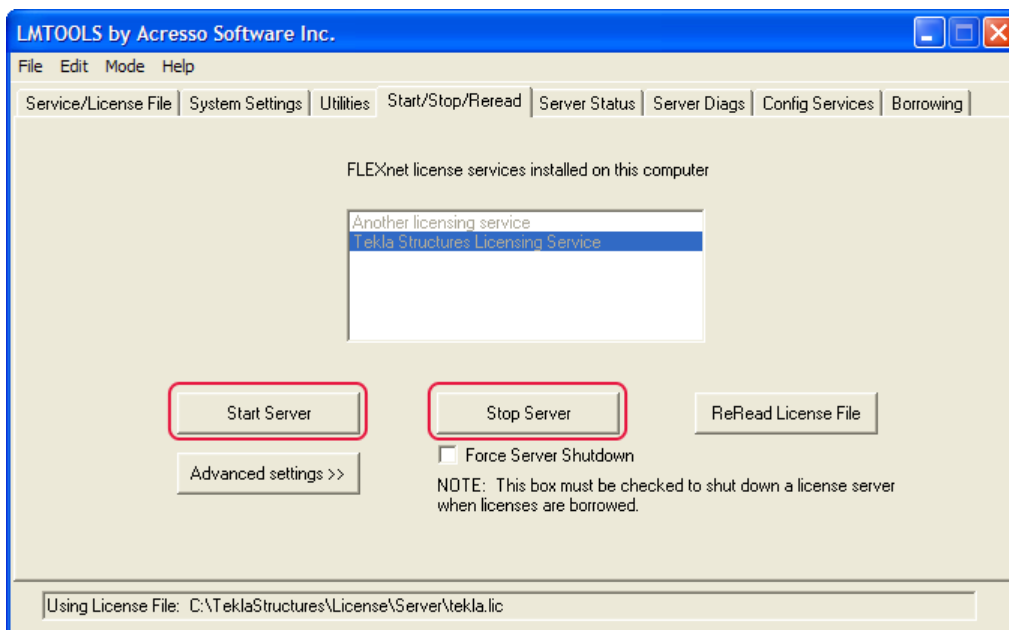 LMTOOLS by Acresso Software Inc.
File Edit Mode Help
Service/License File System Settings Utilities Start/Stop/Reread Server Status Server Diags Config Services Borrowing
FLEXnet license services installed on this computer
Another licensing service
Tekla Structures Licensing Service
Start Server Stop Server ReRead License File
Force Server Shutdown
Advanced settings >>
NOTE: This box must be checked to shut down a license server
when licenses are borrowed.
Using License File: C:\TeklaStructures\License\Server\tekla.lic